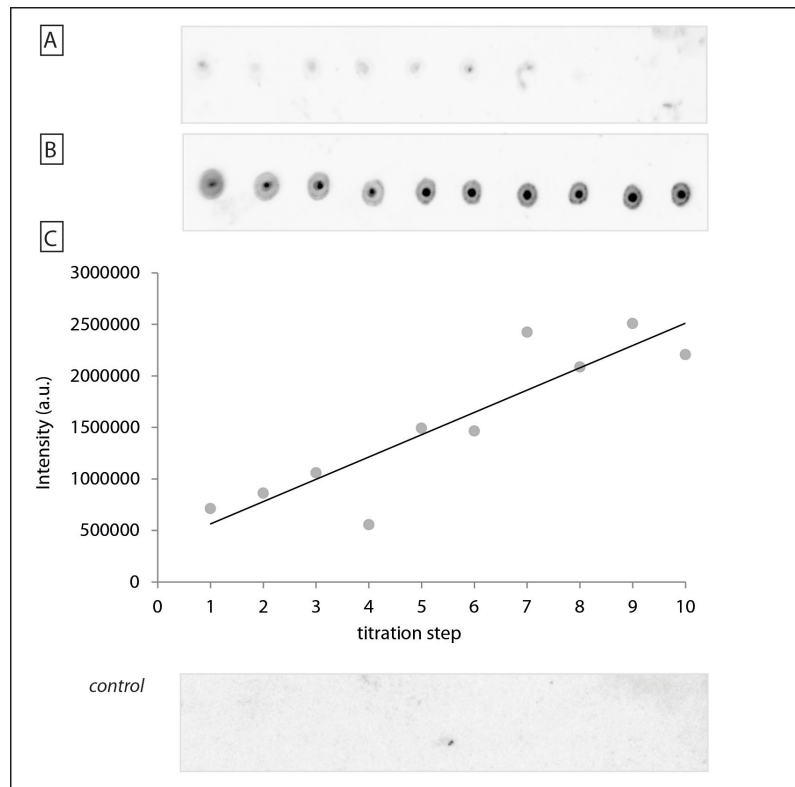 A
B
C
3000000
2500000
2000000
1500000
1000000
500000
0
Intensity (a.u.)
0 1 2 3 4 5 6 7 8 9 10
titration step
control